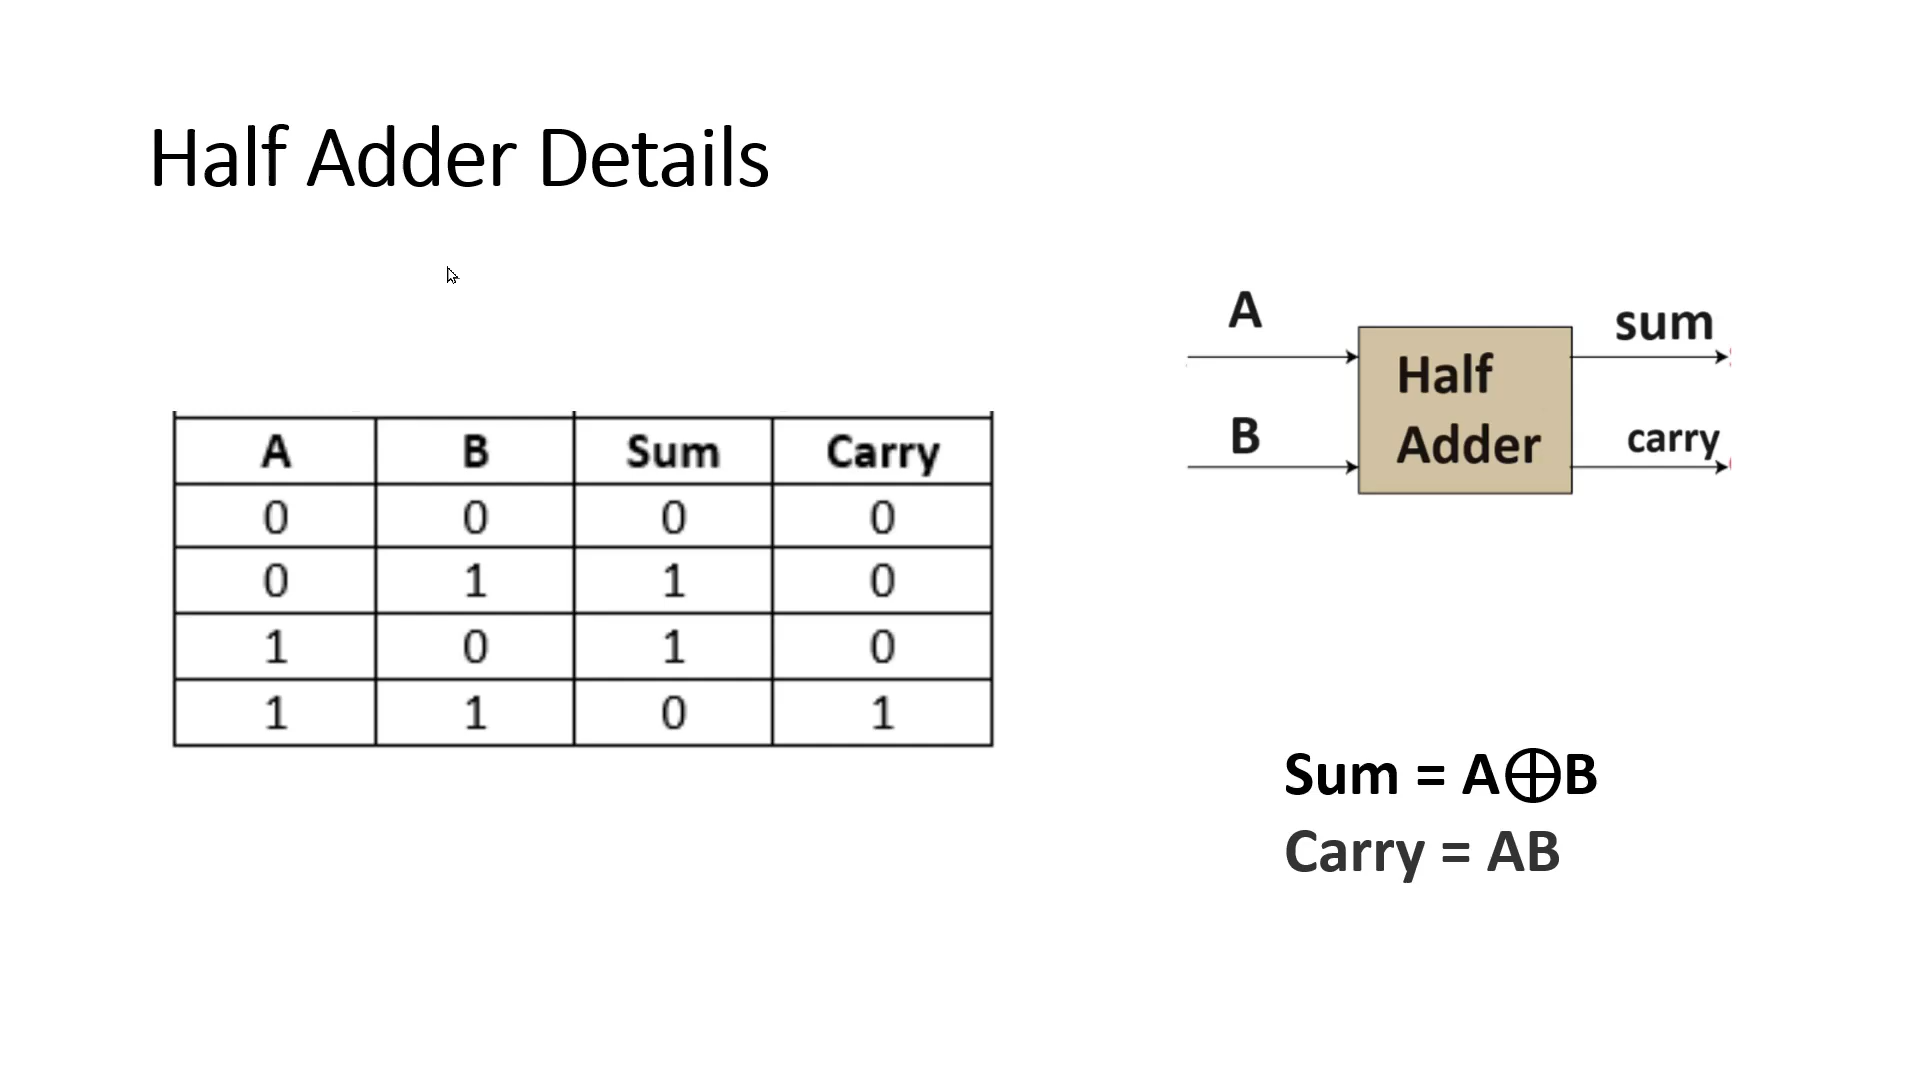 Half Adder Details
A B Sum Carry
0 0 0 0
0 1 1 0
1 0 1 0
1 1 0 1
A
B
Half
Adder
sum
carry
Sum = A⊕B
Carry = AB